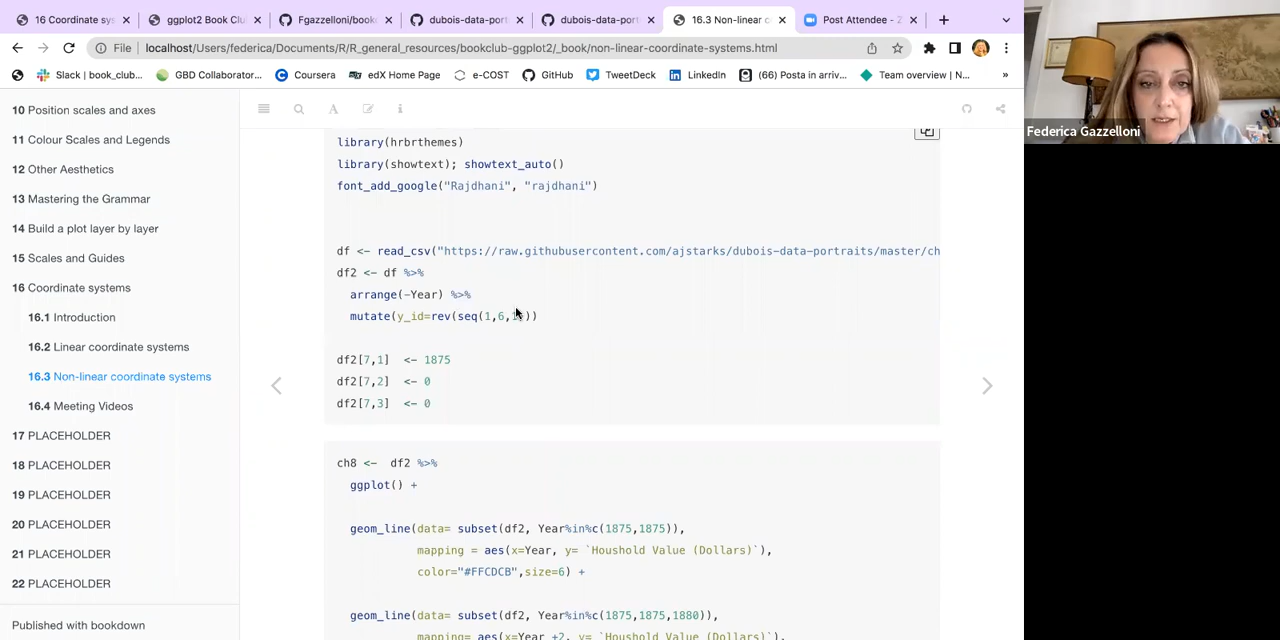 16 Coordinate sys
ggplot2 Book Clu
Fgazzelloni/book
dubois-data-port
dubois-data-port
16.3 Non-linear c
Post Attendee - Z
File
localhost/Users/federica/Documents/R/R_general_resources/bookclub-ggplot2/_book/non-linear-coordinate-systems.html
Slack | book_club...
GBD Collaborator...
Coursera
edX Home Page
e-COST
GitHub
TweetDeck
LinkedIn
(66) Posta in arriv...
Team overview | N...
»
10 Position scales and axes
11 Colour Scales and Legends
12 Other Aesthetics
13 Mastering the Grammar
14 Build a plot layer by layer
15 Scales and Guides
16 Coordinate systems
16.1 Introduction
16.2 Linear coordinate systems
16.3 Non-linear coordinate systems
16.4 Meeting Videos
17 PLACEHOLDER
18 PLACEHOLDER
19 PLACEHOLDER
20 PLACEHOLDER
21 PLACEHOLDER
22 PLACEHOLDER
Published with bookdown
library(hrbrthemes)
library(showtext); showtext_auto()
font_add_google("Rajdhani", "rajdhani")
df <- read_csv("https://raw.githubusercontent.com/ajstarks/dubois-data-portraits/master/ch
df2 <- df %>%
arrange(-Year) %>%
mutate(y_id=rev(seq(1,6,1)))
df2[7,1] <- 1875
df2[7,2] <- 0
df2[7,3] <- 0
ch8 <- df2 %>%
ggplot() +
geom_line(data= subset(df2, Year%in%c(1875,1875)),
mapping = aes(x=Year, y= `Houshold Value (Dollars)`),
color="#FFCDCB",size=6) +
geom_line(data= subset(df2, Year%in%c(1875,1875,1880)),
mapping= aes(x=Year +2, y= `Houshold Value (Dollars)`),
Federica Gazzelloni